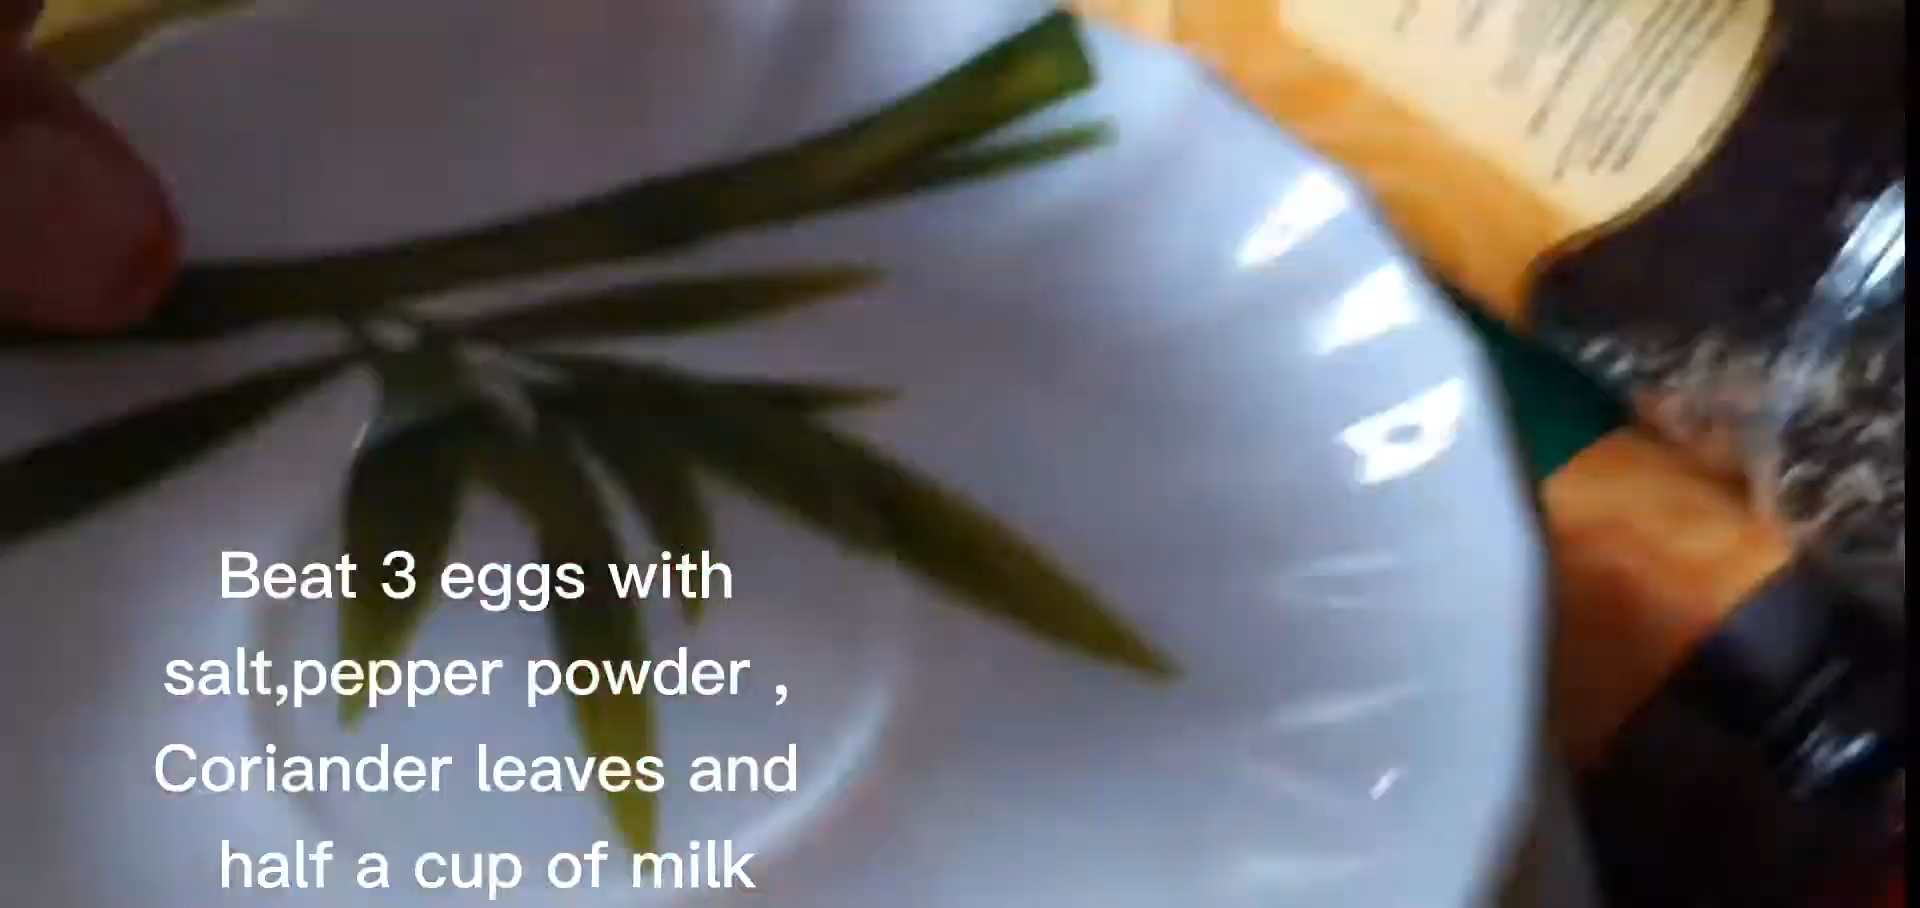 Beat 3 eggs with
salt,pepper powder ,
Coriander leaves and
half a cup of milk